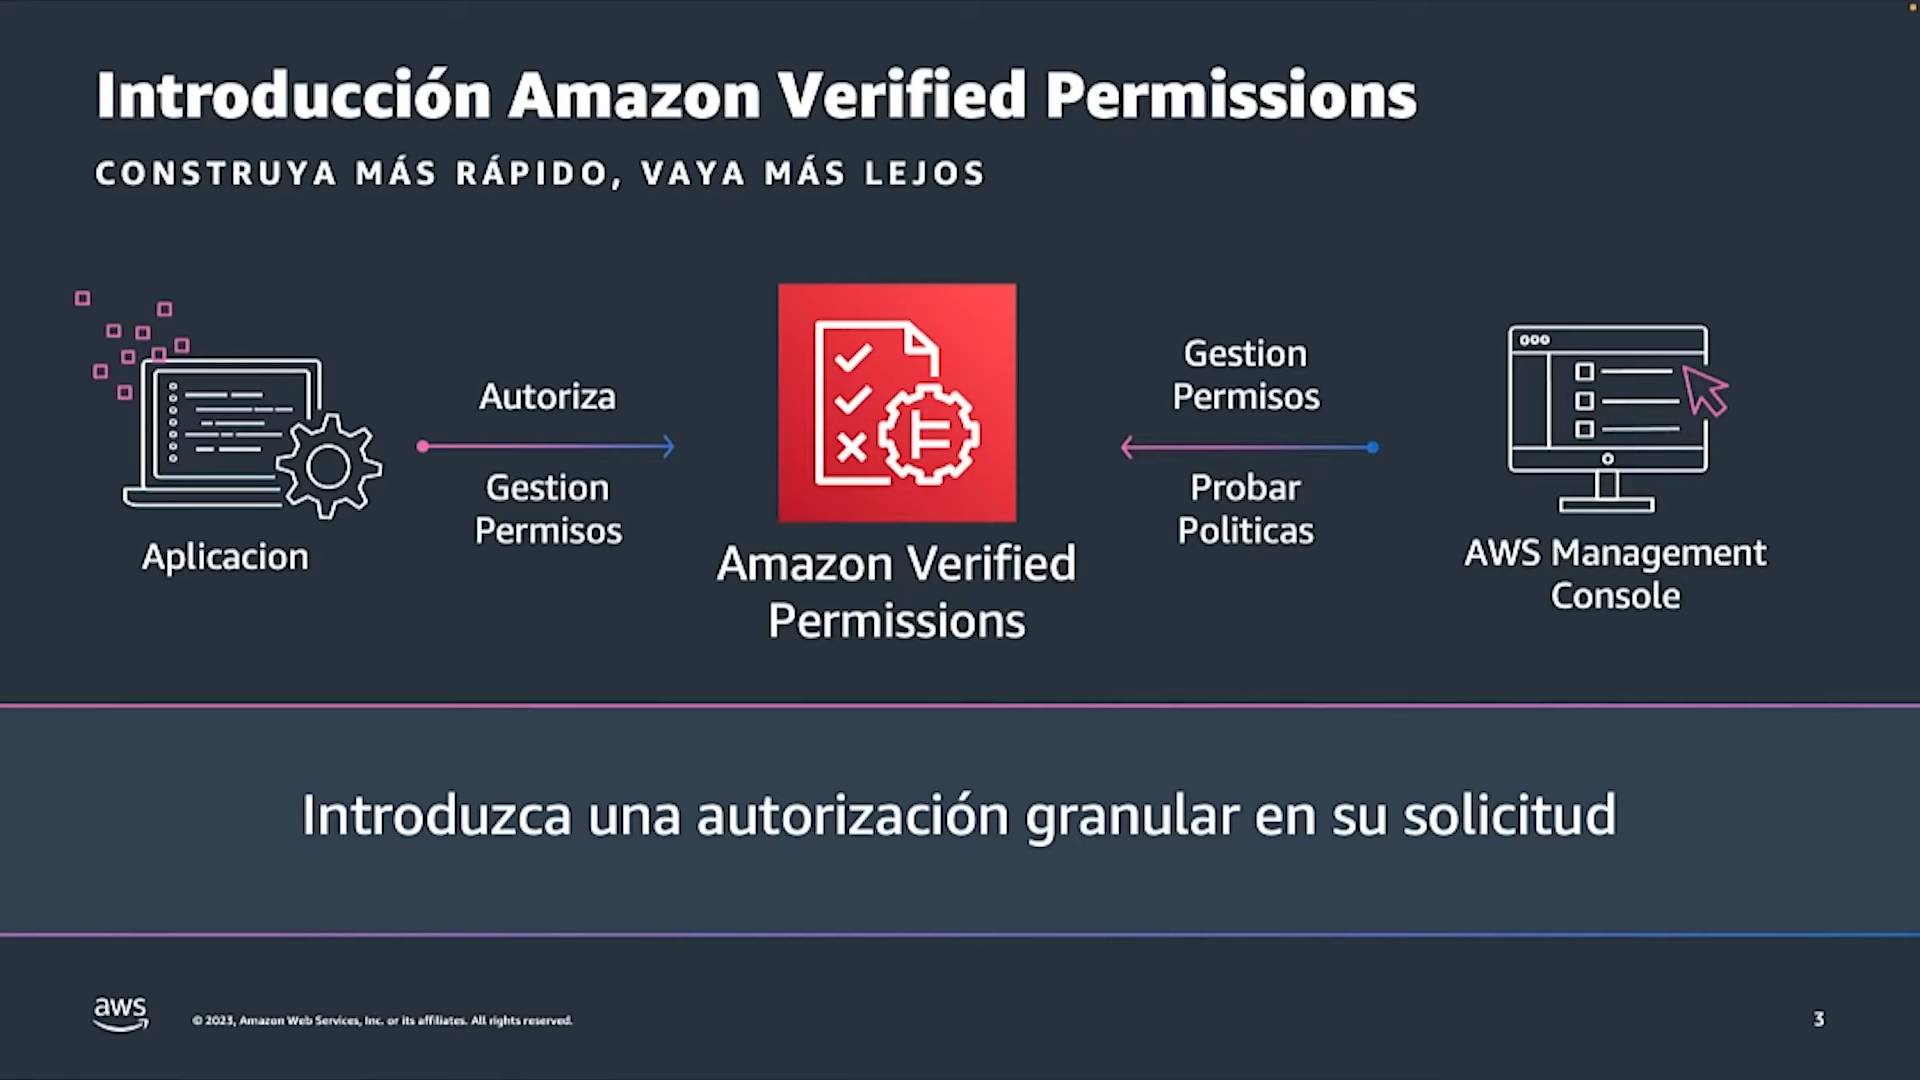 Introducción Amazon Verified Permissions
CONSTRUYA MÁS RÁPIDO, VAYA MÁS LEJOS
Autoriza
Gestion
Permisos
Aplicacion
Amazon Verified
Permissions
Gestion
Permisos
Probar
Politicas
AWS Management
Console
Introduzca una autorización granular en su solicitud
aws
© 2023, Amazon Web Services, Inc. or its affiliates. All rights reserved.
3